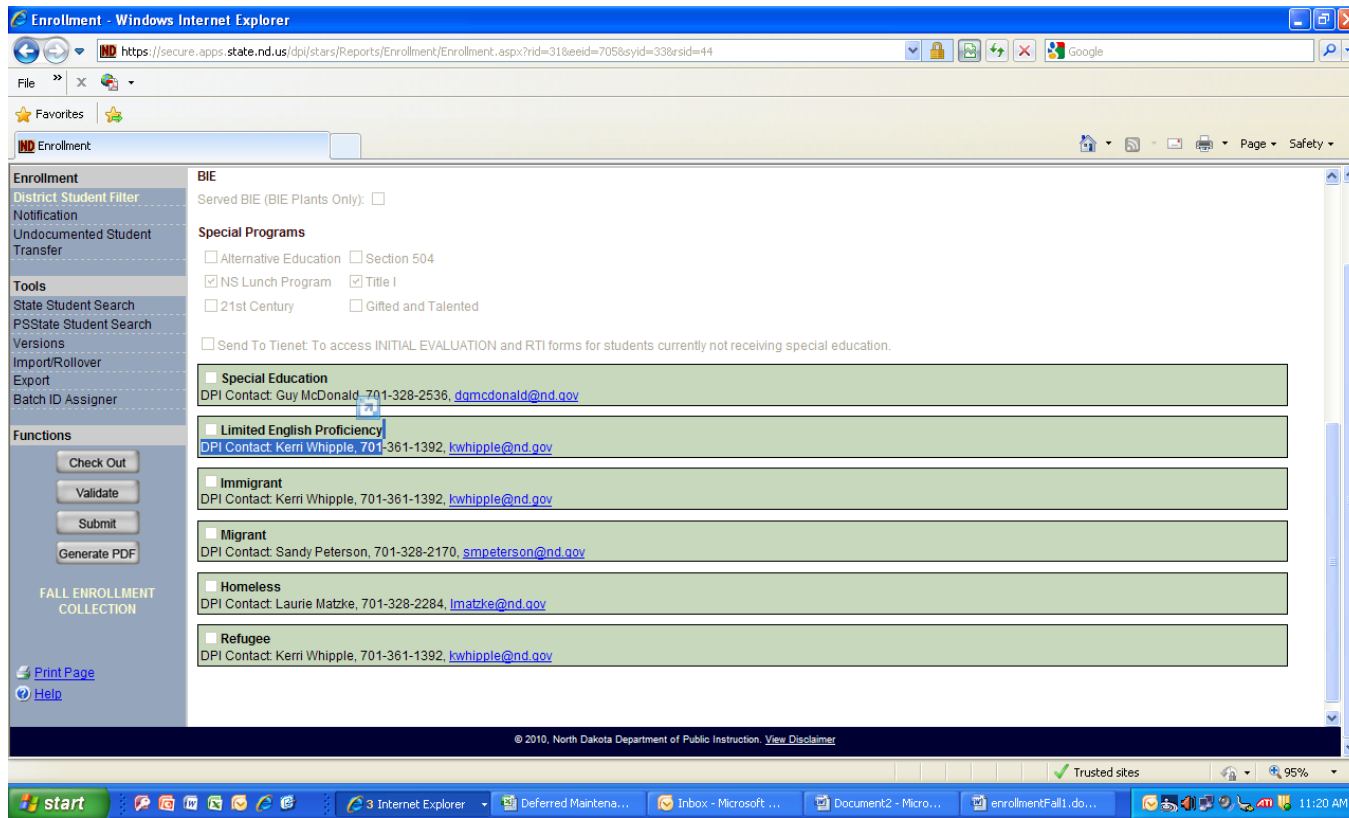 Enrollment - Windows Internet Explorer
https://secure.apps.state.nd.us/dpi/stars/Reports/Enrollment/Enrollment.aspx?rid=318&eeid=7058&syid=338&rsid=44
Google
File
Favorites
ND Enrollment
Page
Safety
Enrollment
District Student Filter
Notification
Undocumented Student
Transfer
Tools
State Student Search
PSState Student Search
Versions
Import/Rollover
Export
Batch ID Assigner
Functions
Check Out
Validate
Submit
Generate PDF
FALL ENROLLMENT
COLLECTION
Print Page
Help
BIE
Served BIE (BIE Plants Only):
Special Programs
Alternative Education Section 504
NS Lunch Program Title I
21st Century Gifted and Talented
Send To Tienet: To access INITIAL EVALUATION and RTI forms for students currently not receiving special education.
Special Education
DPI Contact: Guy McDonald, 701-328-2536, dgmcdonald@nd.gov
Limited English Proficiency
DPI Contact: Kerri Whipple, 701-361-1392, kwhipple@nd.gov
Immigrant
DPI Contact: Kerri Whipple, 701-361-1392, kwhipple@nd.gov
Migrant
DPI Contact: Sandy Peterson, 701-328-2170, smpeterson@nd.gov
Homeless
DPI Contact: Laurie Matzke, 701-328-2284, lmatzke@nd.gov
Refugee
DPI Contact: Kerri Whipple, 701-361-1392, kwhipple@nd.gov
© 2010, North Dakota Department of Public Instruction. View Disclaimer
Trusted sites
95%
start
3 Internet Explorer
Deferred Maintena...
Inbox - Microsoft ...
Document2 - Micro...
enrollmentFall1.do...
11:20 AM